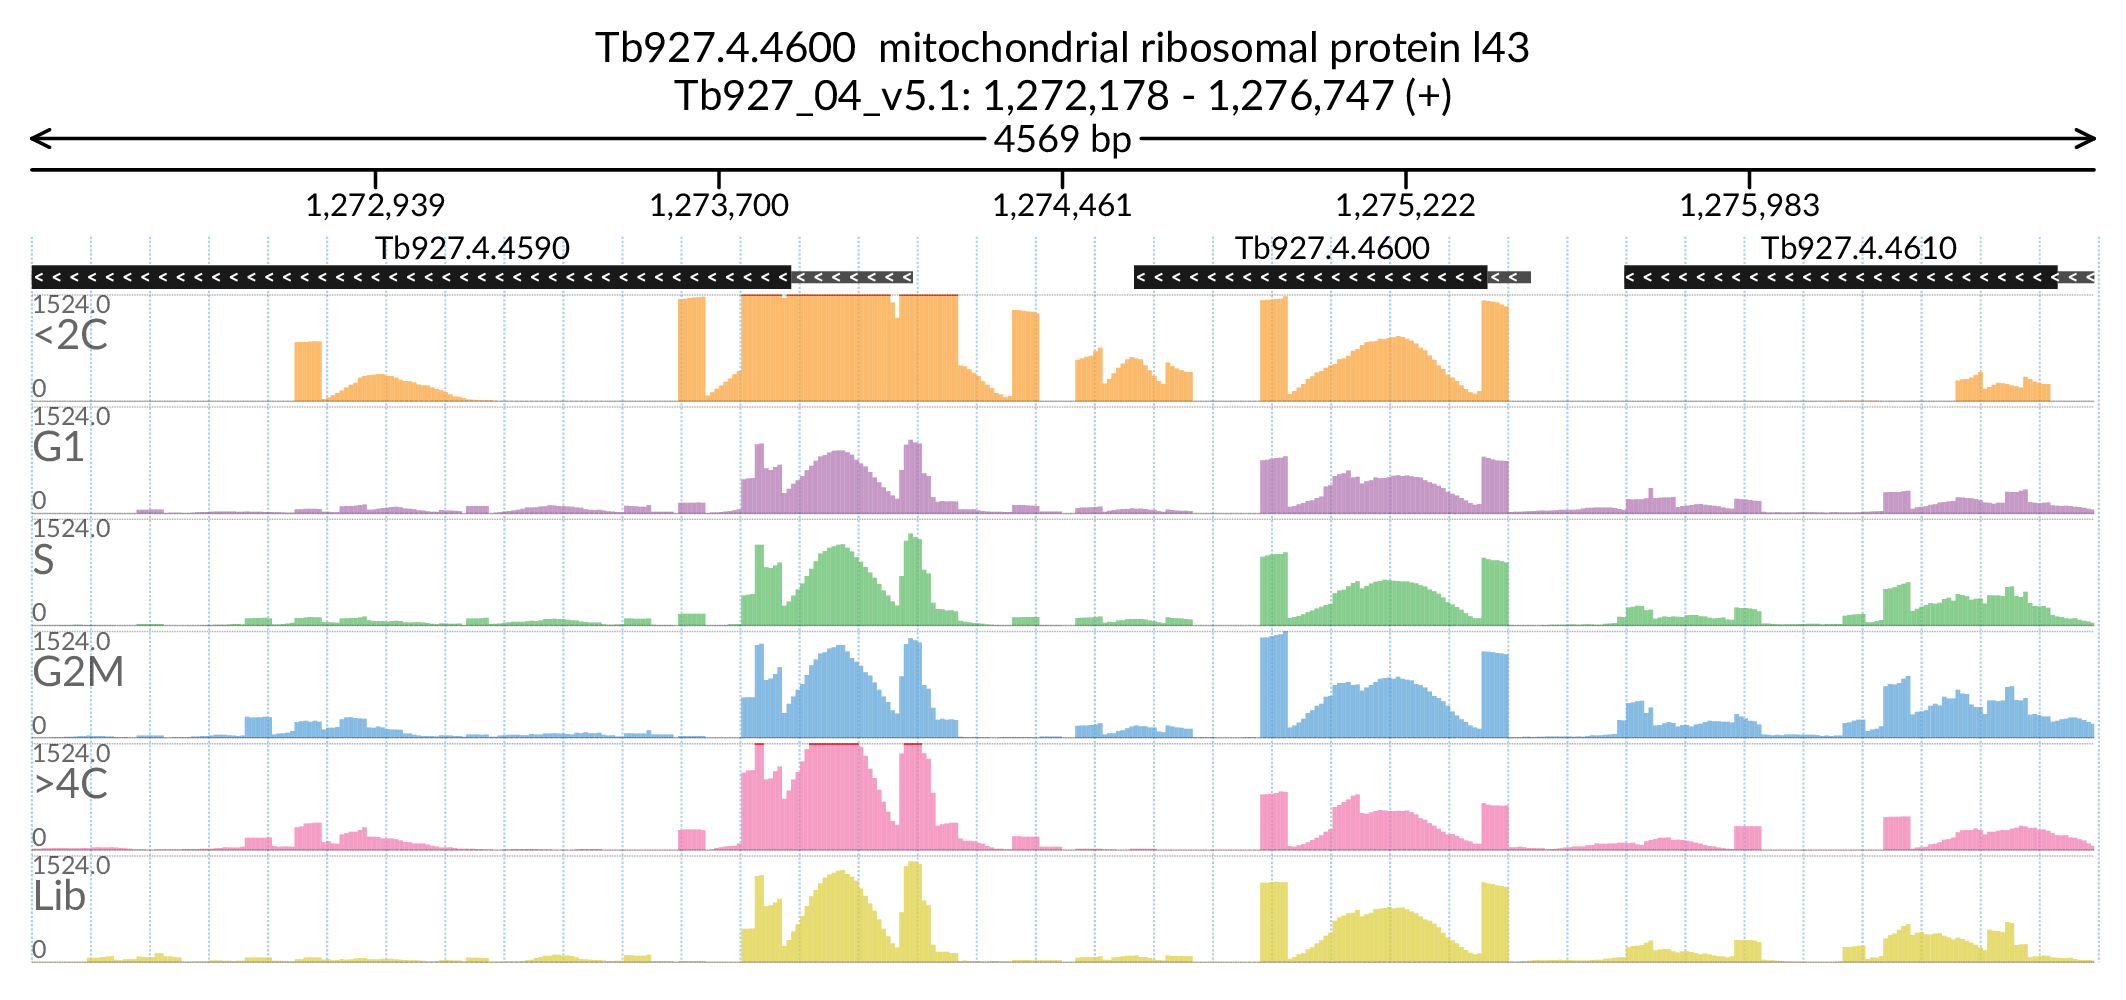 Tb927.4.4600 mitochondrial ribosomal protein l43
Tb927_04_v5.1: 1,272,178 - 1,276,747 (+)
4569 bp
1,272,939 1,273,700 1,274,461 1,275,222 1,275,983
Tb927.4.4590 Tb927.4.4600 Tb927.4.4610
1524.0
<2C
0
1524.0
G1
0
1524.0
S
0
1524.0
G2M
0
1524.0
>4C
0
1524.0
Lib
0